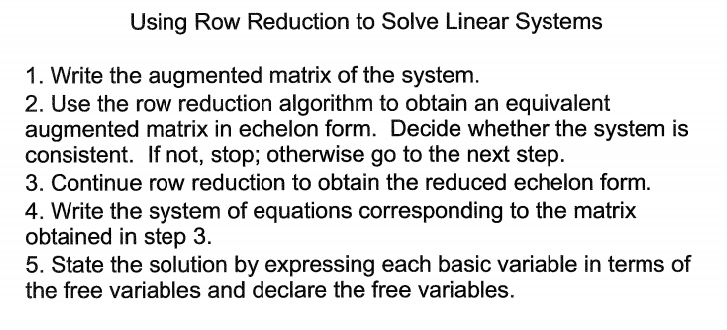 Using Row Reduction to Solve Linear Systems
1. Write the augmented matrix of the system.
2. Use the row reduction algorithm to obtain an equivalent
augmented matrix in echelon form.  Decide whether the system is
consistent.  If not, stop; otherwise go to the next step.
3. Continue row reduction to obtain the reduced echelon form.
4. Write the system of equations corresponding to the matrix
obtained in step 3.
5. State the solution by expressing each basic variable in terms of
the free variables and declare the free variables.